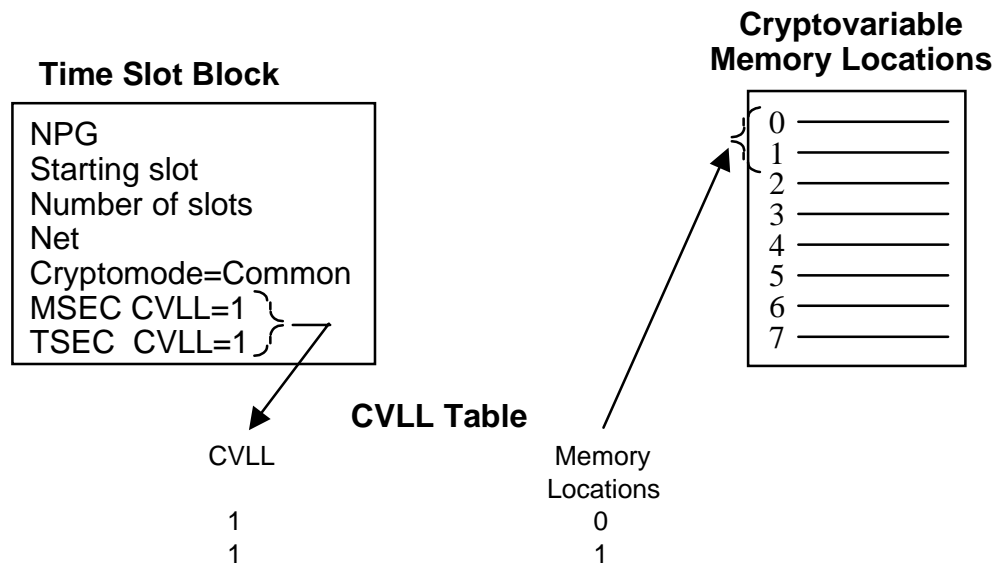 Cryptovariable
Memory Locations
Time Slot Block
NPG
Starting slot
Number of slots
Net
Cryptomode=Common
MSEC CVLL=1
TSEC CVLL=1
0
1
2
3
4
5
6
7
CVLL Table
CVLL Memory
Locations
1 0
1 1